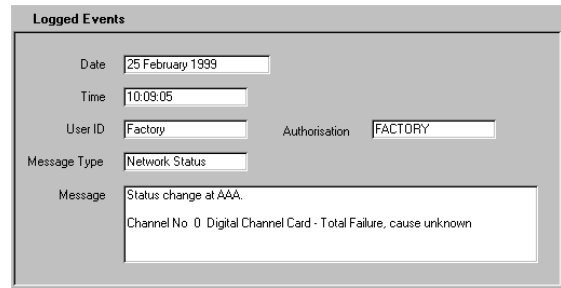 Logged Events
Date 25 February 1999
Time 10:09:05
User ID Factory Authorisation FACTORY
Message Type Network Status
Message Status change at AAA.
Channel No 0 Digital Channel Card - Total Failure, cause unknown